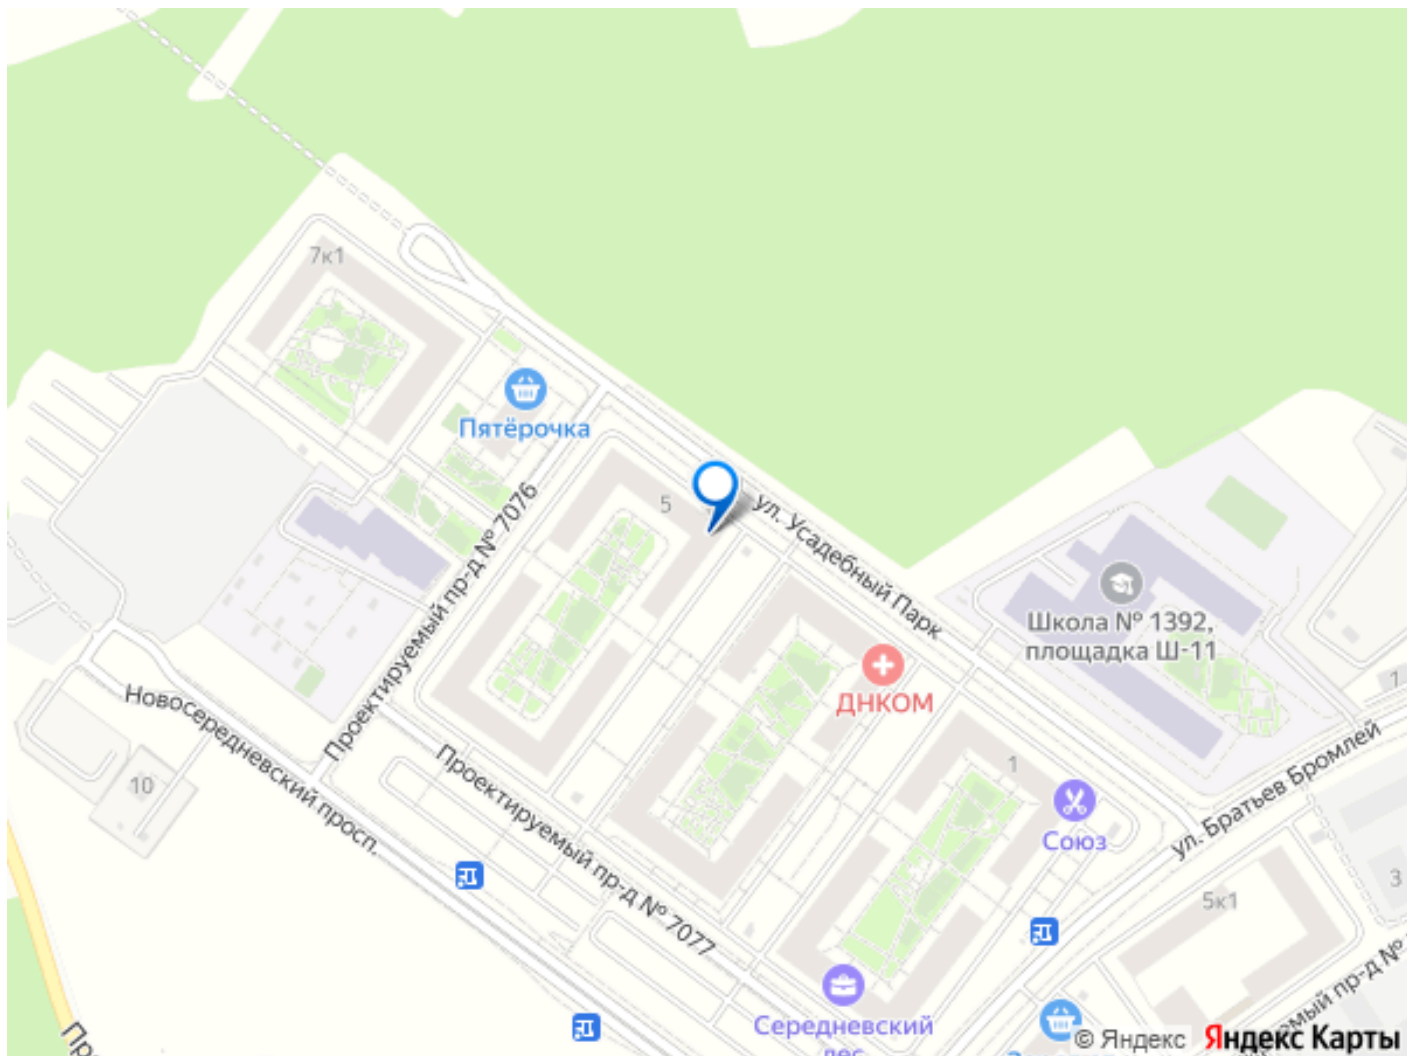 7к1
Пятёрочка
5
Проектируемый пр-д № 7076
ул. Усадебный Парк
Школа № 1392,
площадка Ш-11
ДНКОМ
1
Новосередневский просп.
10
Проектируемый пр-д № 7077
1
Союз
ул. Братьев Бромлей
3
5к1
Середневский
лес
© Яндекс
Яндекс Карты